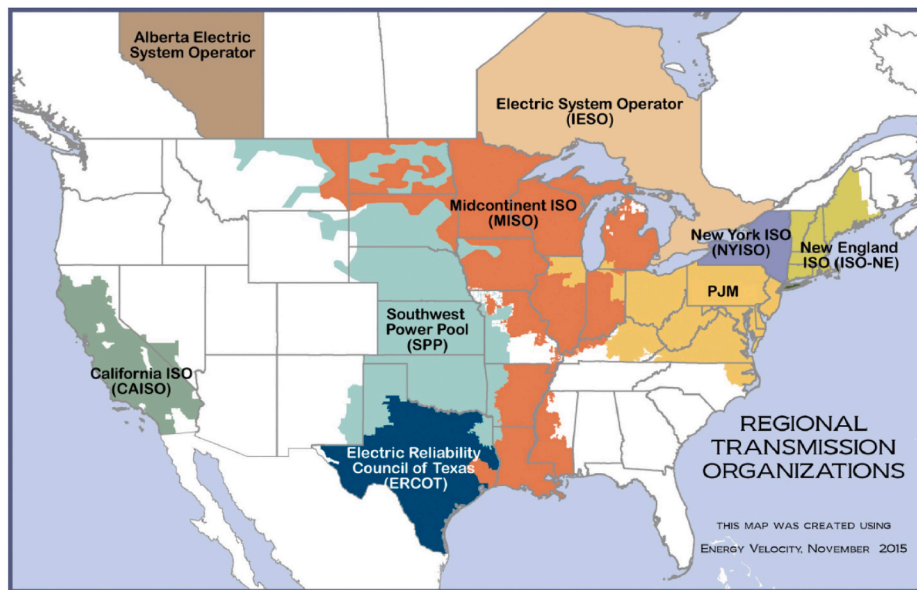 Alberta Electric
System Operator
Electric System Operator
(IESO)
Midcontinent ISO
(MISO)
New York ISO
(NYISO)
New England
ISO (ISO-NE)
PJM
Southwest
Power Pool
(SPP)
California ISO
(CAISO)
Electric Reliability
Council of Texas
(ERCOT)
REGIONAL
TRANSMISSION
ORGANIZATIONS
THIS MAP WAS CREATED USING
ENERGY VELOCITY, NOVEMBER 2015